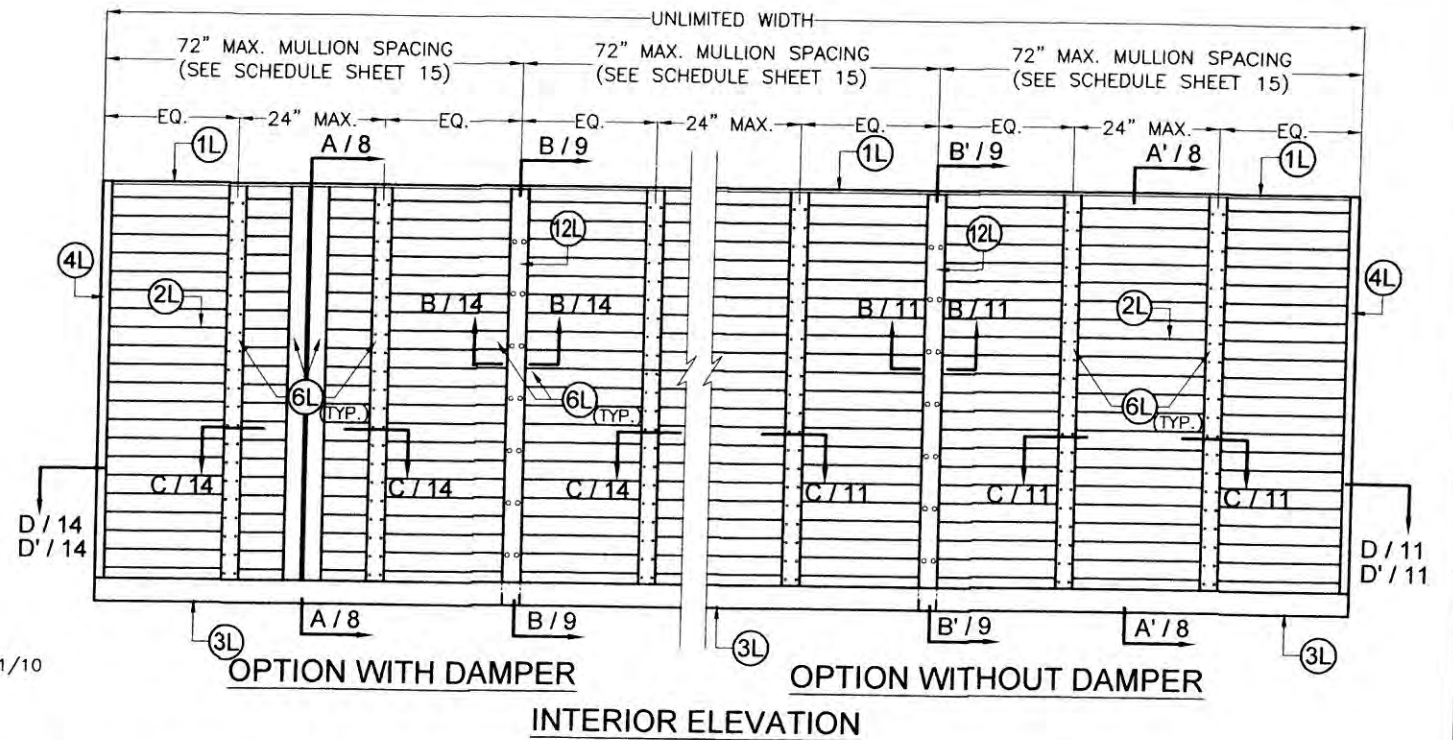 UNLIMITED WIDTH
72" MAX. MULLION SPACING
(SEE SCHEDULE SHEET 15)
72" MAX. MULLION SPACING
(SEE SCHEDULE SHEET 15)
72" MAX. MULLION SPACING
(SEE SCHEDULE SHEET 15)
EQ. 24" MAX. EQ. EQ. 24" MAX. EQ. EQ. 24" MAX. EQ.
1L A / 8 B / 9 1L B' / 9 A' / 8 1L
12L 12L
4L 4L
2L 2L
B / 14 B / 14 B / 11 B / 11
6L (TYP.) 6L (TYP.) 6L (TYP.)
C / 14 C / 14 C / 14 C / 11 C / 11 C / 11
D / 14
D' / 14
D / 11
D' / 11
A / 8 B / 9 B' / 9 A' / 8
3L 3L 3L
1/10
OPTION WITH DAMPER OPTION WITHOUT DAMPER
INTERIOR ELEVATION